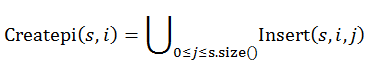 Createpi(s, i) = ⋃_{0≤j≤s.size()} Insert(s, i, j)